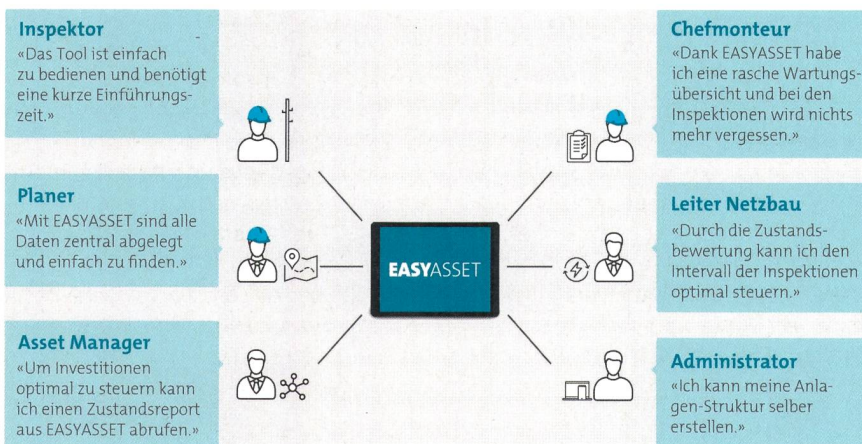 Inspektor
«Das Tool ist einfach
zu bedienen und benötigt
eine kurze Einführungs-
zeit.»
Planer
«Mit EASYASSET sind alle
Daten zentral abgelegt
und einfach zu finden.»
Asset Manager
«Um Investitionen
optimal zu steuern kann
ich einen Zustandsreport
aus EASYASSET abrufen.»
EASYASSET
Chefmonteur
«Dank EASYASSET habe
ich eine rasche Wartungs-
übersicht und bei den
Inspektionen wird nichts
mehr vergessen.»
Leiter Netzbau
«Durch die Zustands-
bewertung kann ich den
Intervall der Inspektionen
optimal steuern.»
Administrator
«Ich kann meine Anla-
gen-Struktur selber
erstellen.»